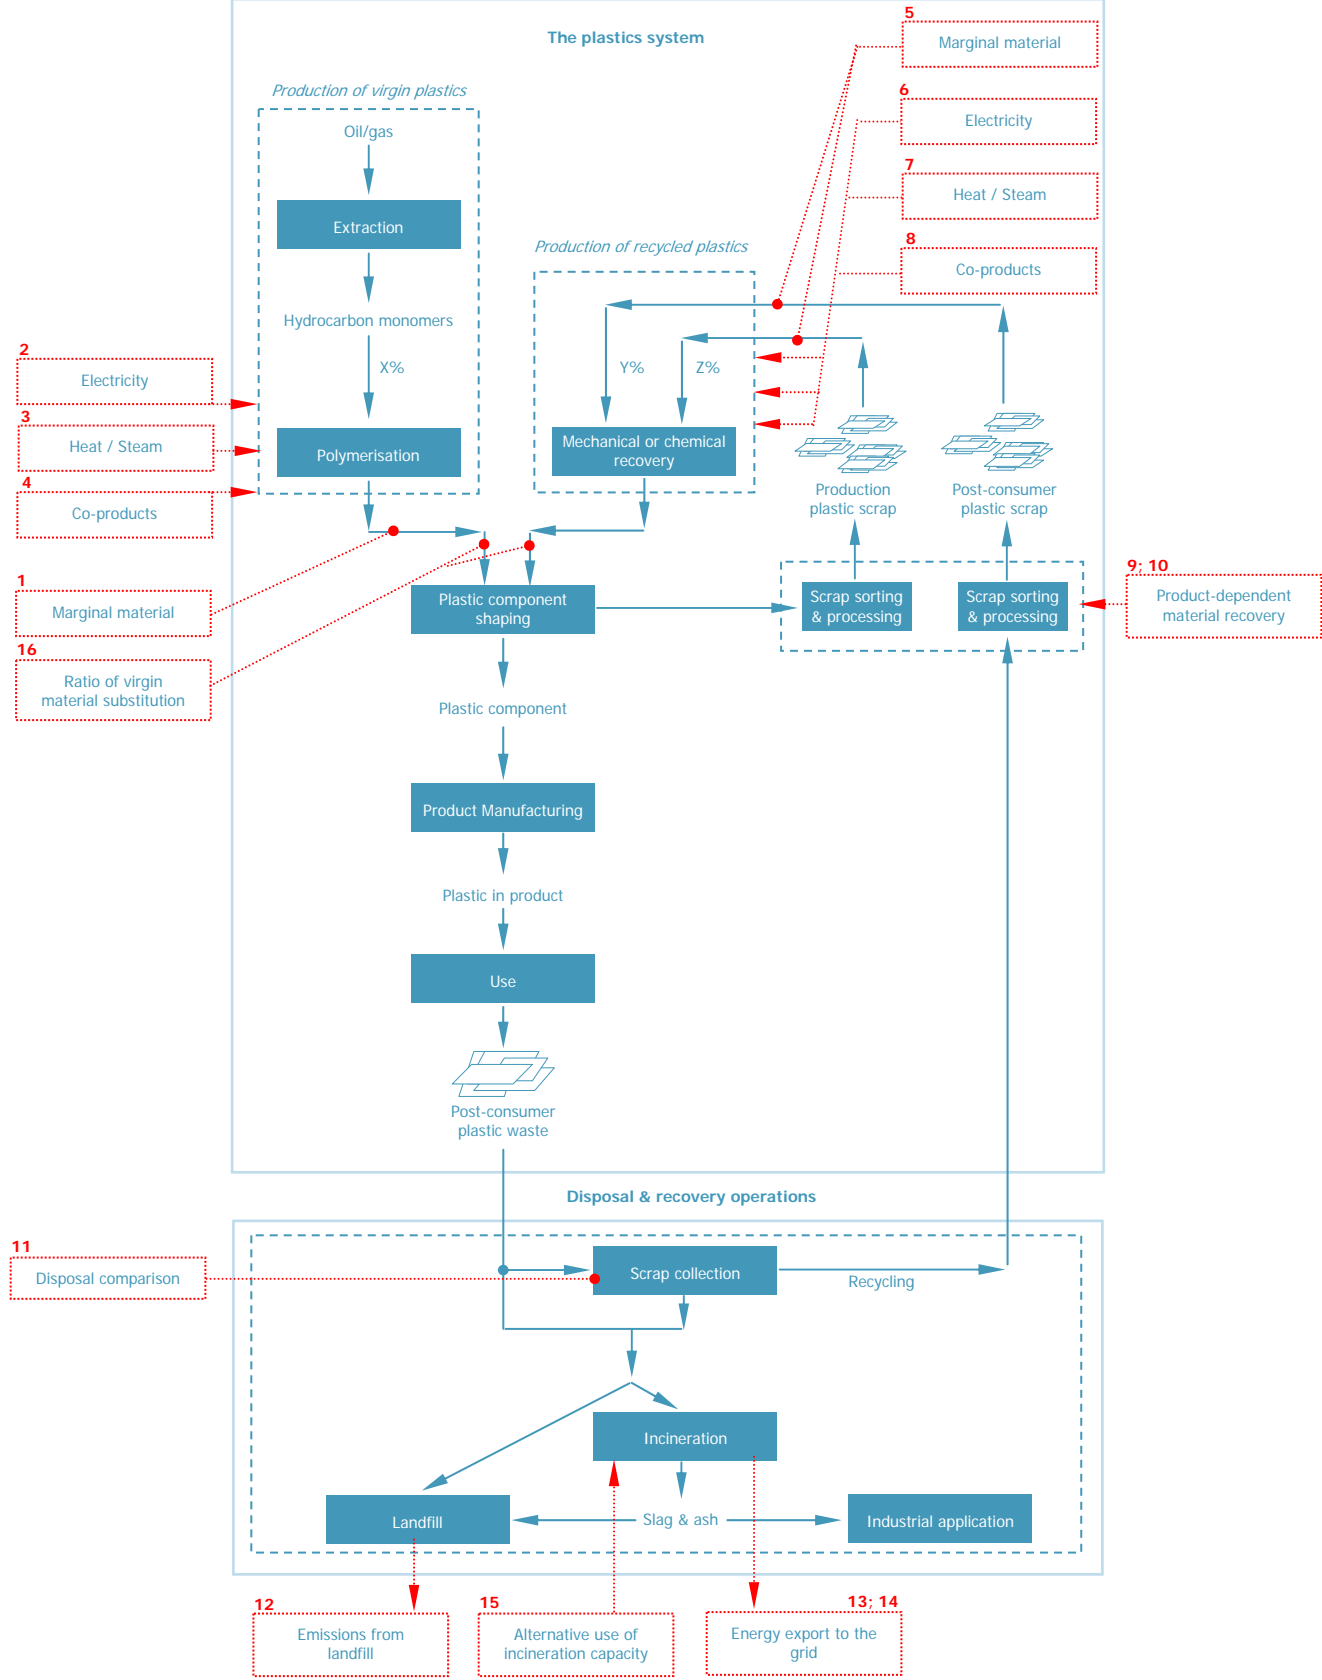 The plastics system
5
Marginal material
6
Electricity
7
Heat / Steam
8
Co-products
Production of virgin plastics
Oil/gas
Extraction
Hydrocarbon monomers
X%
Polymerisation
Production of recycled plastics
Y%
Z%
Mechanical or chemical
recovery
2
Electricity
3
Heat / Steam
4
Co-products
1
Marginal material
16
Ratio of virgin
material substitution
Production
plastic scrap
Post-consumer
plastic scrap
Plastic component
shaping
Scrap sorting
& processing
Scrap sorting
& processing
9; 10
Product-dependent
material recovery
Plastic component
Product Manufacturing
Plastic in product
Use
Post-consumer
plastic waste
Disposal & recovery operations
11
Disposal comparison
Scrap collection
Recycling
Incineration
Landfill
Slag & ash
Industrial application
12
Emissions from
landfill
15
Alternative use of
incineration capacity
13; 14
Energy export to the
grid